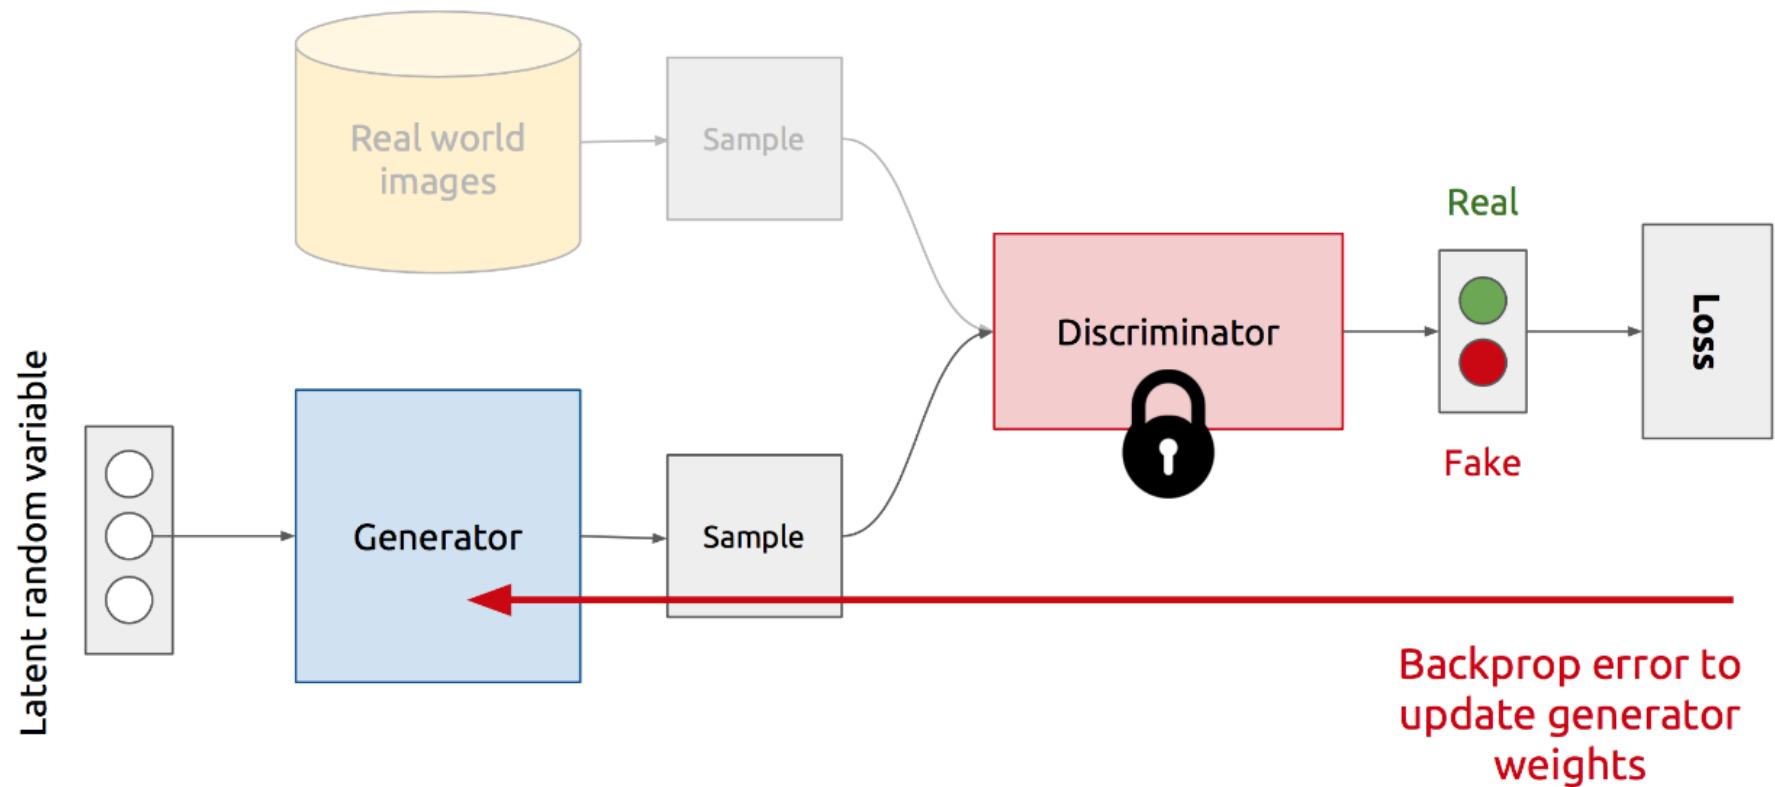 Real world
images
Sample
Real
Discriminator
Loss
Fake
Latent random variable
Generator
Sample
Backprop error to
update generator
weights